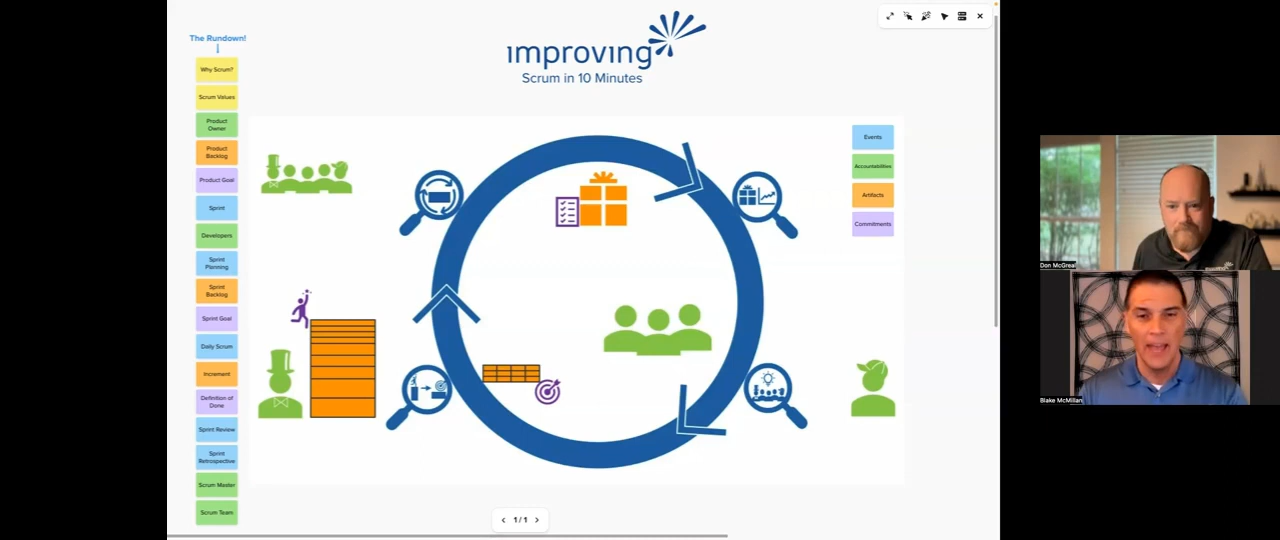 improving
Scrum in 10 Minutes
The Rundown!
Why Scrum?
Scrum Values
Product
Owner
Product
Backlog
Product Goal
Sprint
Developers
Sprint
Planning
Sprint
Backlog
Sprint Goal
Daily Scrum
Increment
Definition of
Done
Sprint Review
Sprint
Retrospective
Scrum Master
Scrum Team
Events
Accountabilities
Artifacts
Commitments
1/1
Don McGreal
Blake McMillan